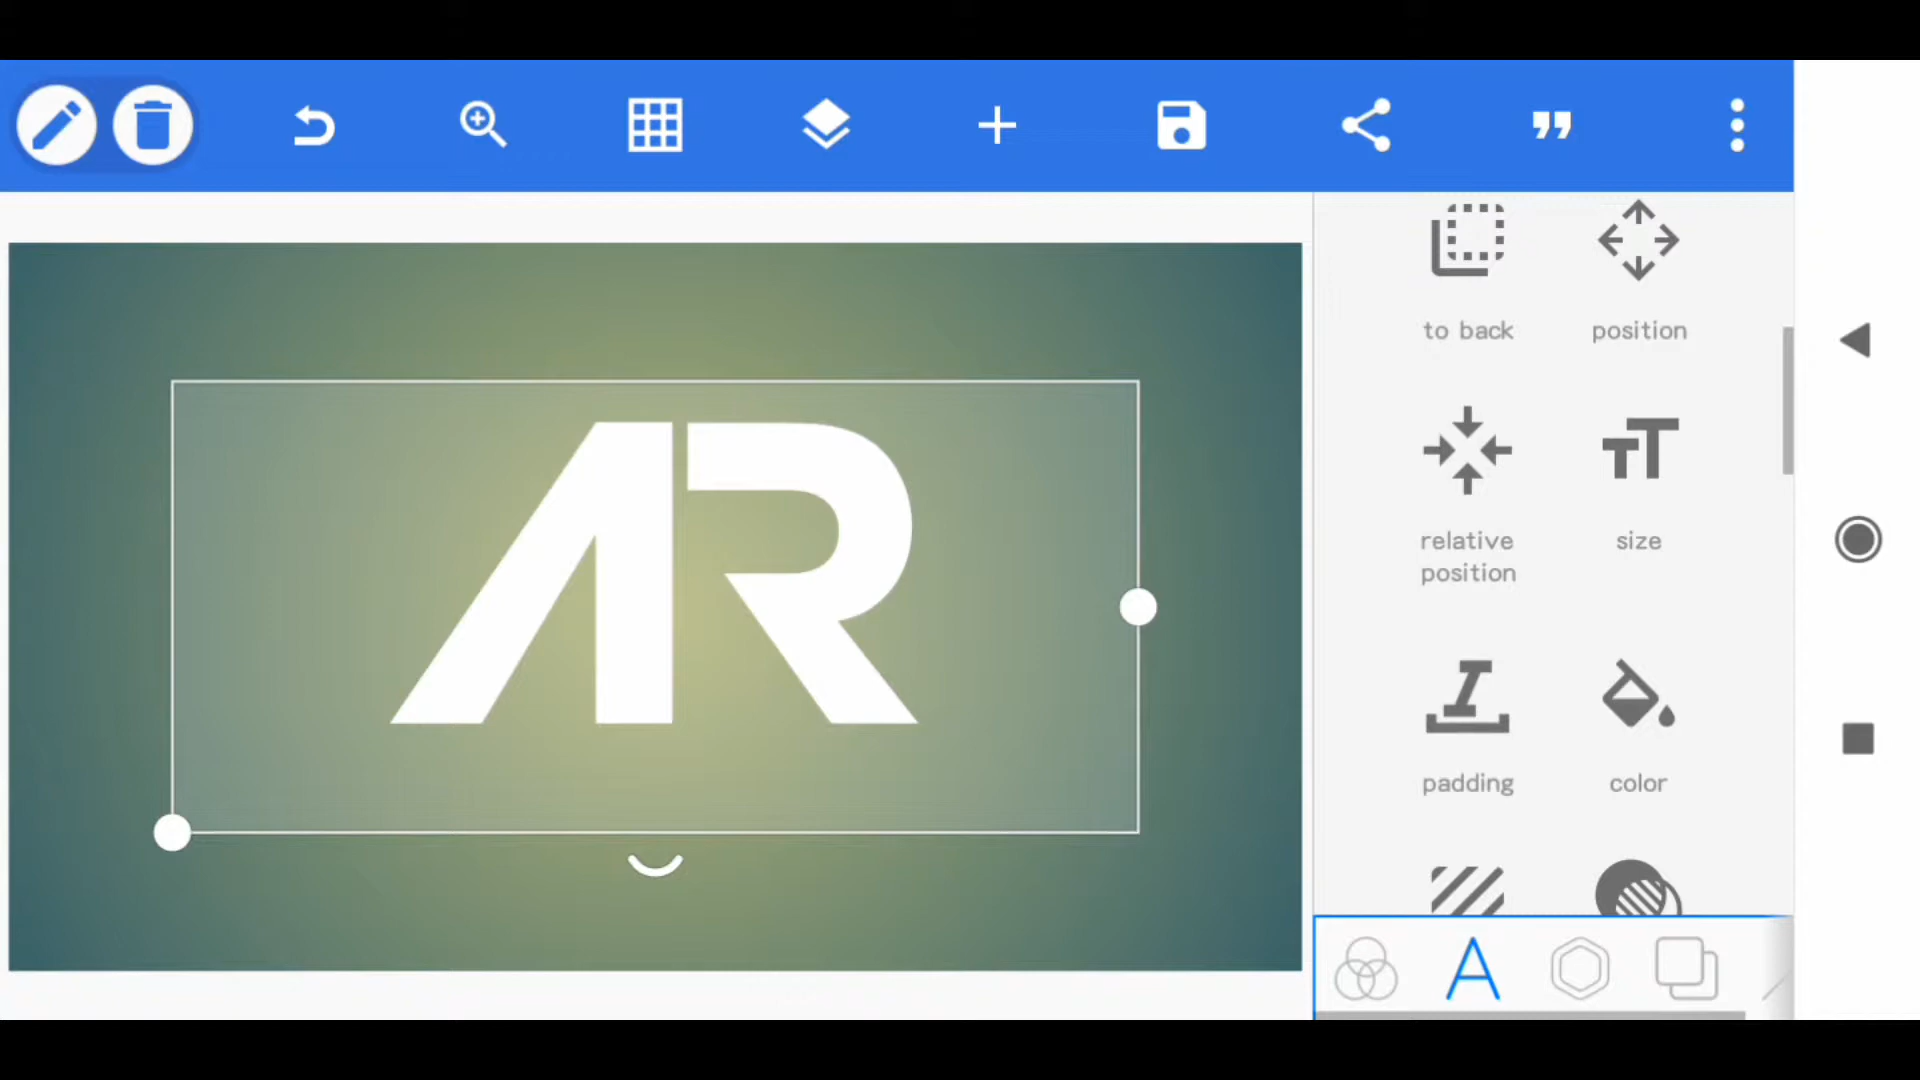 to back
position
AR
relative
position
size
padding
color